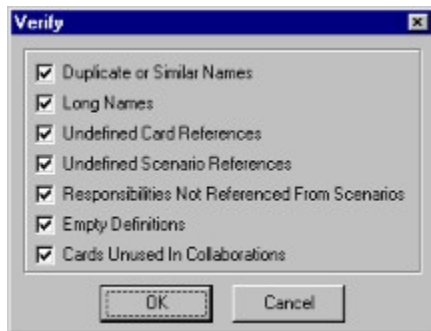 Verify
Duplicate or Similar Names
Long Names
Undefined Card References
Undefined Scenario References
Responsibilities Not Referenced From Scenarios
Empty Definitions
Cards Unused In Collaborations
OK Cancel